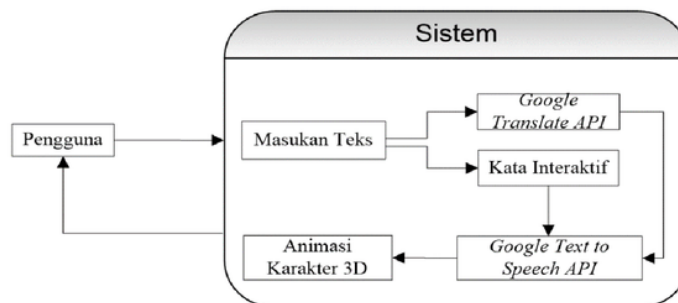 Sistem
Pengguna
Masukan Teks
Google
Translate API
Kata Interaktif
Animasi
Karakter 3D
Google Text to
Speech API